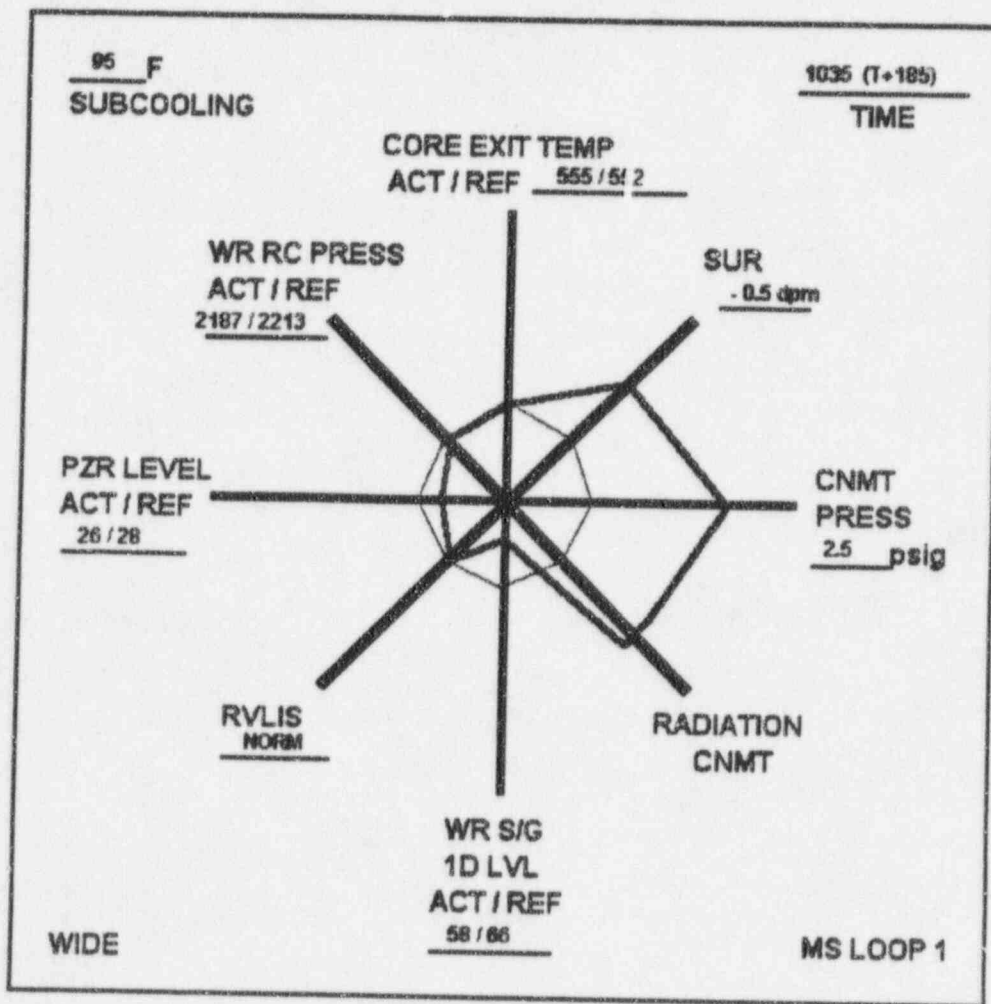 95 F
SUBCOOLING
1035 (T+185)
TIME
CORE EXIT TEMP
ACT / REF 555 / 552
WR RC PRESS
ACT / REF
2187 / 2213
SUR
- 0.5 dpm
PZR LEVEL
ACT / REF
26 / 28
CNMT
PRESS
2.5 psig
RVLIS
NORM
RADIATION
CNMT
WR S/G
1D LVL
ACT / REF
58 / 66
WIDE
MS LOOP 1